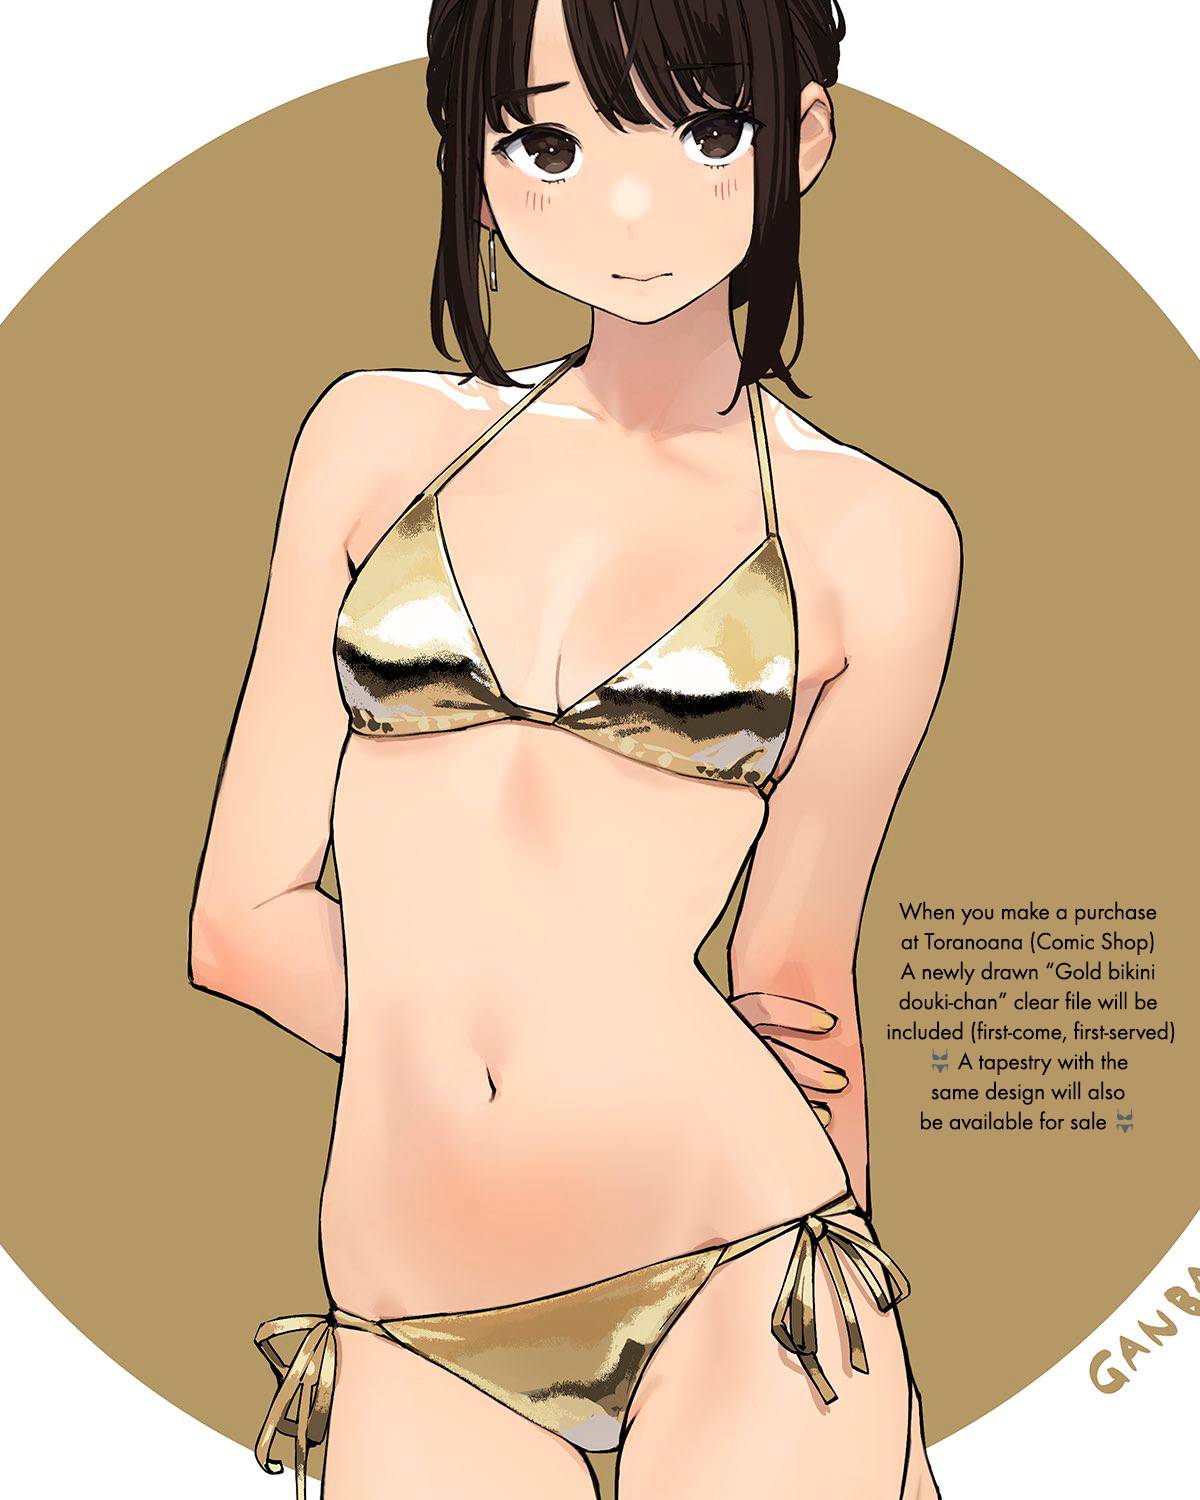 When you make a purchase
at Toranoana (Comic Shop)
A newly drawn “Gold bikini
douki-chan” clear file will be
included (first-come, first-served)
👙 A tapestry with the
same design will also
be available for sale 👙